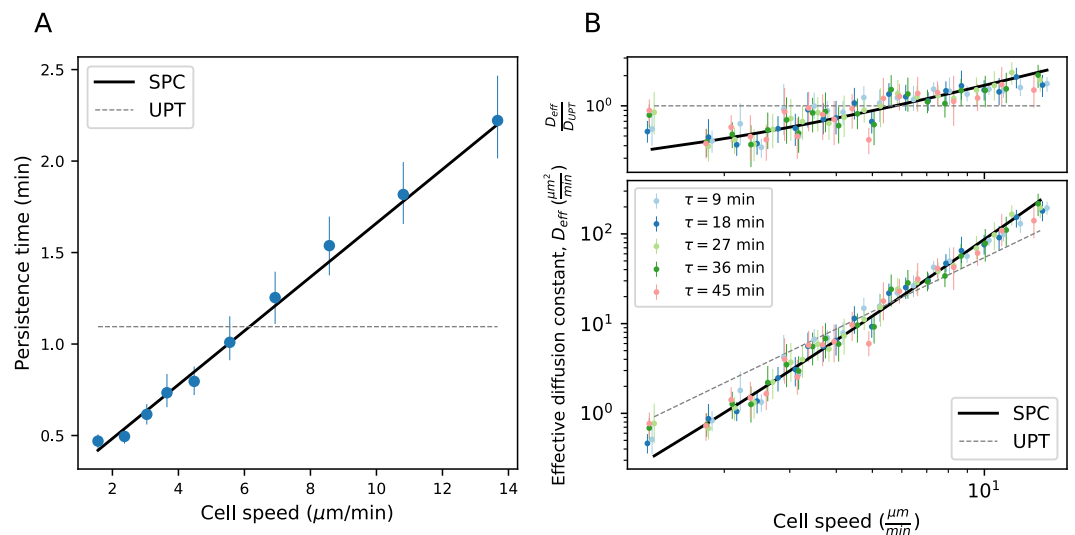 A
2.5
2.0
1.5
1.0
0.5
Persistence time (min)
SPC
UPT
2
4
6
8
10
12
14
Cell speed (μm/min)
B
D_eff/D_UPT
10^0
Effective diffusion constant, D_eff (μm^2/min)
10^2
10^1
10^0
τ = 9 min
τ = 18 min
τ = 27 min
τ = 36 min
τ = 45 min
SPC
UPT
10^1
Cell speed (μm/min)